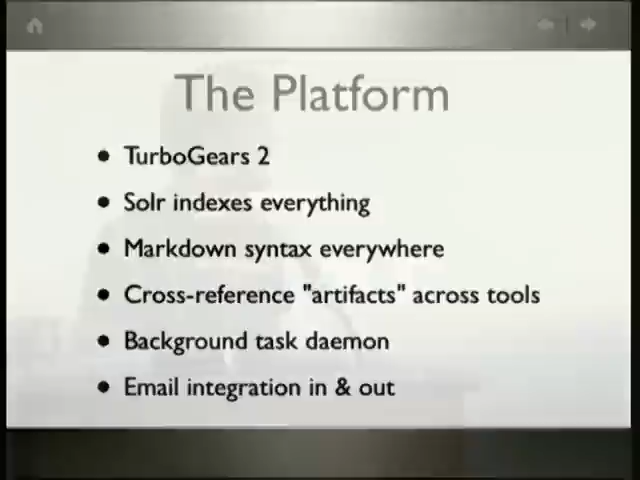 The Platform
• TurboGears 2
• Solr indexes everything
• Markdown syntax everywhere
• Cross-reference "artifacts" across tools
• Background task daemon
• Email integration in & out